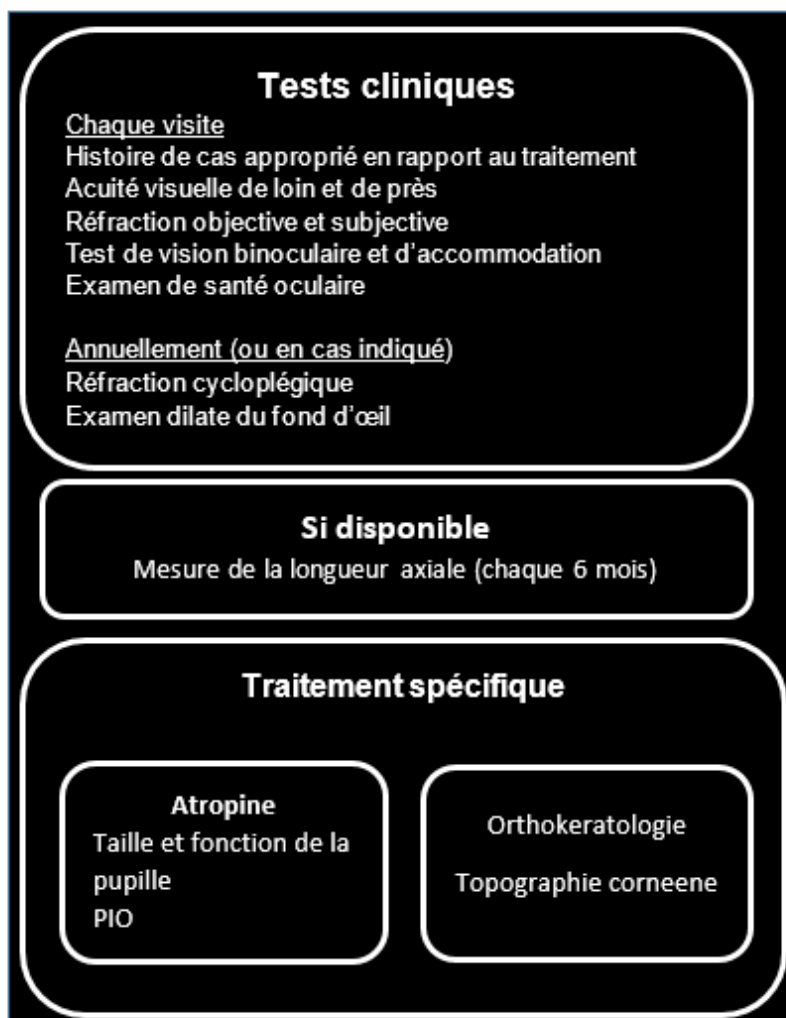 Tests cliniques
Chaque visite
Histoire de cas approprié en rapport au traitement
Acuité visuelle de loin et de près
Réfraction objective et subjective
Test de vision binoculaire et d'accommodation
Examen de santé oculaire
Annuellement (ou en cas indiqué)
Réfraction cycloplégique
Examen dilate du fond d'œil
Si disponible
Mesure de la longueur axiale (chaque 6 mois)
Traitement spécifique
Atropine
Taille et fonction de la
pupille
PIO
Orthokeratologie
Topographie corneene